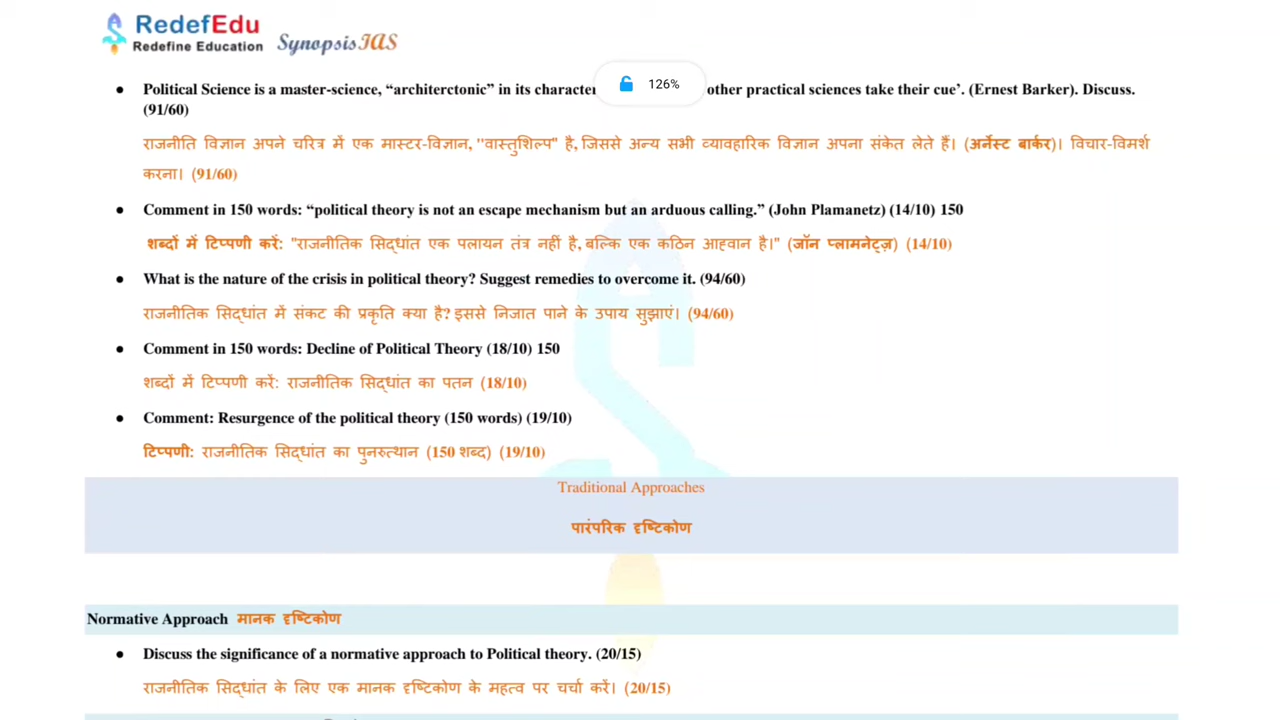 RedefEdu
Redefine Education SynopsisIAS
126%
● Political Science is a master-science, “architerctonic” in its character other practical sciences take their cue’. (Ernest Barker). Discuss.
(91/60)
राजनीति विज्ञान अपने चरित्र में एक मास्टर-विज्ञान, ''वास्तुशिल्प" है, जिससे अन्य सभी व्यावहारिक विज्ञान अपना संकेत लेते हैं। (अर्नेस्ट बार्कर)। विचार-विमर्श
करना। (91/60)
● Comment in 150 words: “political theory is not an escape mechanism but an arduous calling.” (John Plamanetz) (14/10) 150
शब्दों में टिप्पणी करें: "राजनीतिक सिद्धांत एक पलायन तंत्र नहीं है, बल्कि एक कठिन आह्वान है।" (जॉन प्लामनेट्ज़) (14/10)
● What is the nature of the crisis in political theory? Suggest remedies to overcome it. (94/60)
राजनीतिक सिद्धांत में संकट की प्रकृति क्या है? इससे निजात पाने के उपाय सुझाएं। (94/60)
● Comment in 150 words: Decline of Political Theory (18/10) 150
शब्दों में टिप्पणी करें: राजनीतिक सिद्धांत का पतन (18/10)
● Comment: Resurgence of the political theory (150 words) (19/10)
टिप्पणी: राजनीतिक सिद्धांत का पुनरुत्थान (150 शब्द) (19/10)
Traditional Approaches
पारंपरिक दृष्टिकोण
Normative Approach मानक दृष्टिकोण
● Discuss the significance of a normative approach to Political theory. (20/15)
राजनीतिक सिद्धांत के लिए एक मानक दृष्टिकोण के महत्व पर चर्चा करें। (20/15)